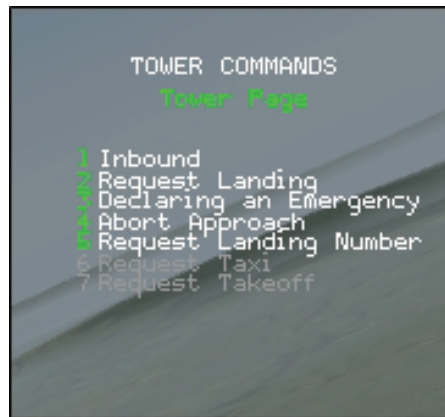 TOWER COMMANDS
Tower Page
1 Inbound
2 Request Landing
3 Declaring an Emergency
4 Abort Approach
5 Request Landing Number
6 Request Taxi
7 Request Takeoff